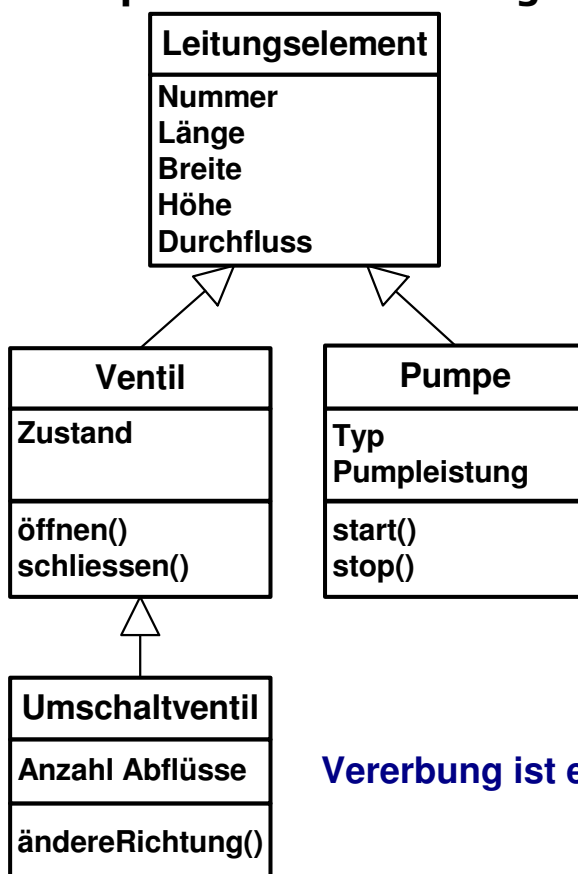 Leitungselement
Nummer
Länge
Breite
Höhe
Durchfluss
Ventil
Zustand
öffnen()
schliessen()
Pumpe
Typ
Pumpleistung
start()
stop()
Umschaltventil
Anzahl Abflüsse
ändereRichtung()
Vererbung ist